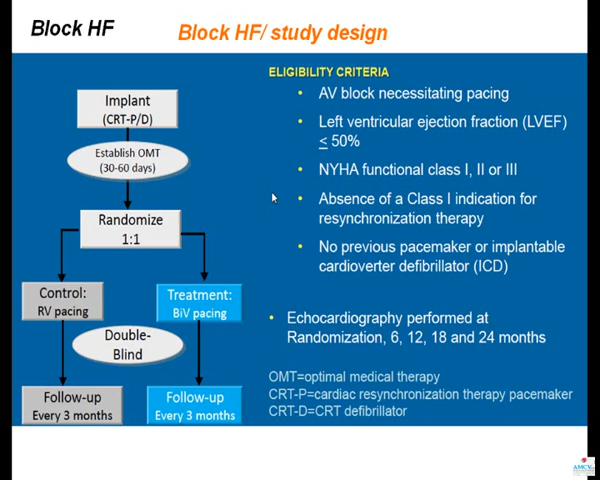 Block HF
Block HF/ study design
Implant
(CRT-P/D)
Establish OMT
(30-60 days)
Randomize
1:1
Control:
RV pacing
Treatment:
BiV pacing
Double-
Blind
Follow-up
Every 3 months
Follow-up
Every 3 months
ELIGIBILITY CRITERIA
• AV block necessitating pacing
• Left ventricular ejection fraction (LVEF)
≤ 50%
• NYHA functional class I, II or III
• Absence of a Class I indication for
resynchronization therapy
• No previous pacemaker or implantable
cardioverter defibrillator (ICD)
• Echocardiography performed at
Randomization, 6, 12, 18 and 24 months
OMT=optimal medical therapy
CRT-P=cardiac resynchronization therapy pacemaker
CRT-D=CRT defibrillator
AMCV